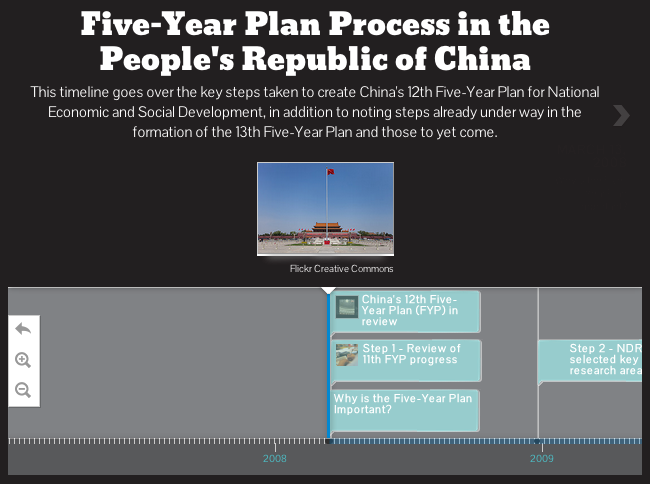 Five-Year Plan Process in the
People's Republic of China
This timeline goes over the key steps taken to create China's 12th Five-Year Plan for National
Economic and Social Development, in addition to noting steps already under way in the
formation of the 13th Five-Year Plan and those to yet come.
Flickr Creative Commons
China's 12th Five-
Year Plan (FYP) in
review
Step 1 - Review of
11th FYP progress
Why is the Five-Year Plan
Important?
Step 2 - NDR
selected key
research area
2008
2009